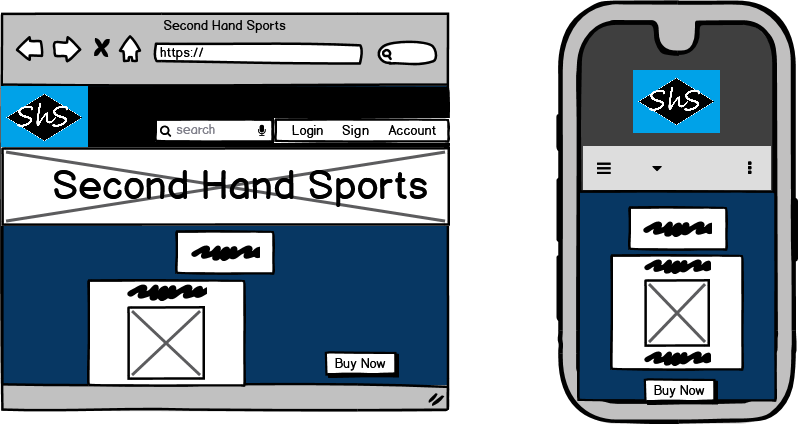 Second Hand Sports
https://
ShS
search
Login Sign Account
Second Hand Sports
Buy Now
ShS
Buy Now